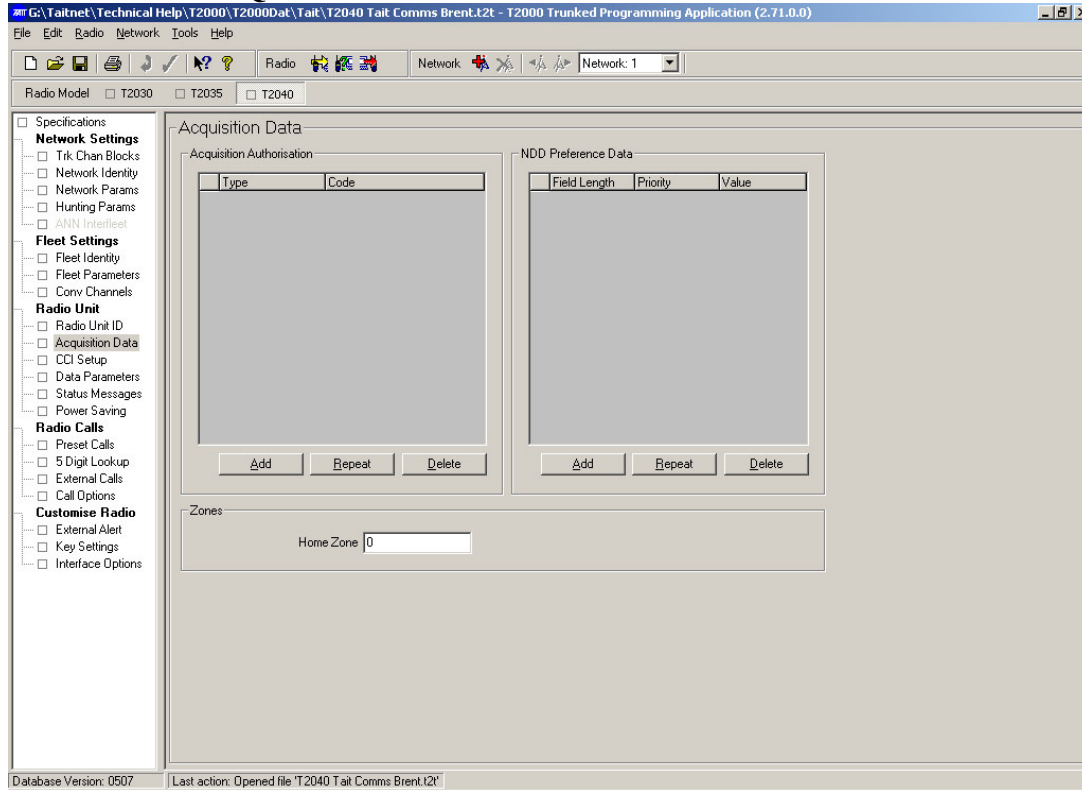 G:\Taitnet\Technical Help\T2000\T2000Dat\Tait\T2040 Tait Comms Brent.t2t - T2000 Trunked Programming Application (2.71.0.0)
File Edit Radio Network Tools Help
Radio Network Network: 1
Radio Model T2030 T2035 T2040
Specifications
Network Settings
Trk Chan Blocks
Network Identity
Network Params
Hunting Params
ANN Interfleet
Fleet Settings
Fleet Identity
Fleet Parameters
Conv Channels
Radio Unit
Radio Unit ID
Acquisition Data
CCI Setup
Data Parameters
Status Messages
Power Saving
Radio Calls
Preset Calls
5 Digit Lookup
External Calls
Call Options
Customise Radio
External Alert
Key Settings
Interface Options
Acquisition Data
Acquisition Authorisation
Type Code
Add Repeat Delete
NDD Preference Data
Field Length Priority Value
Add Repeat Delete
Zones
Home Zone 0
Database Version: 0507 Last action: Opened file 'T2040 Tait Comms Brent.t2t'